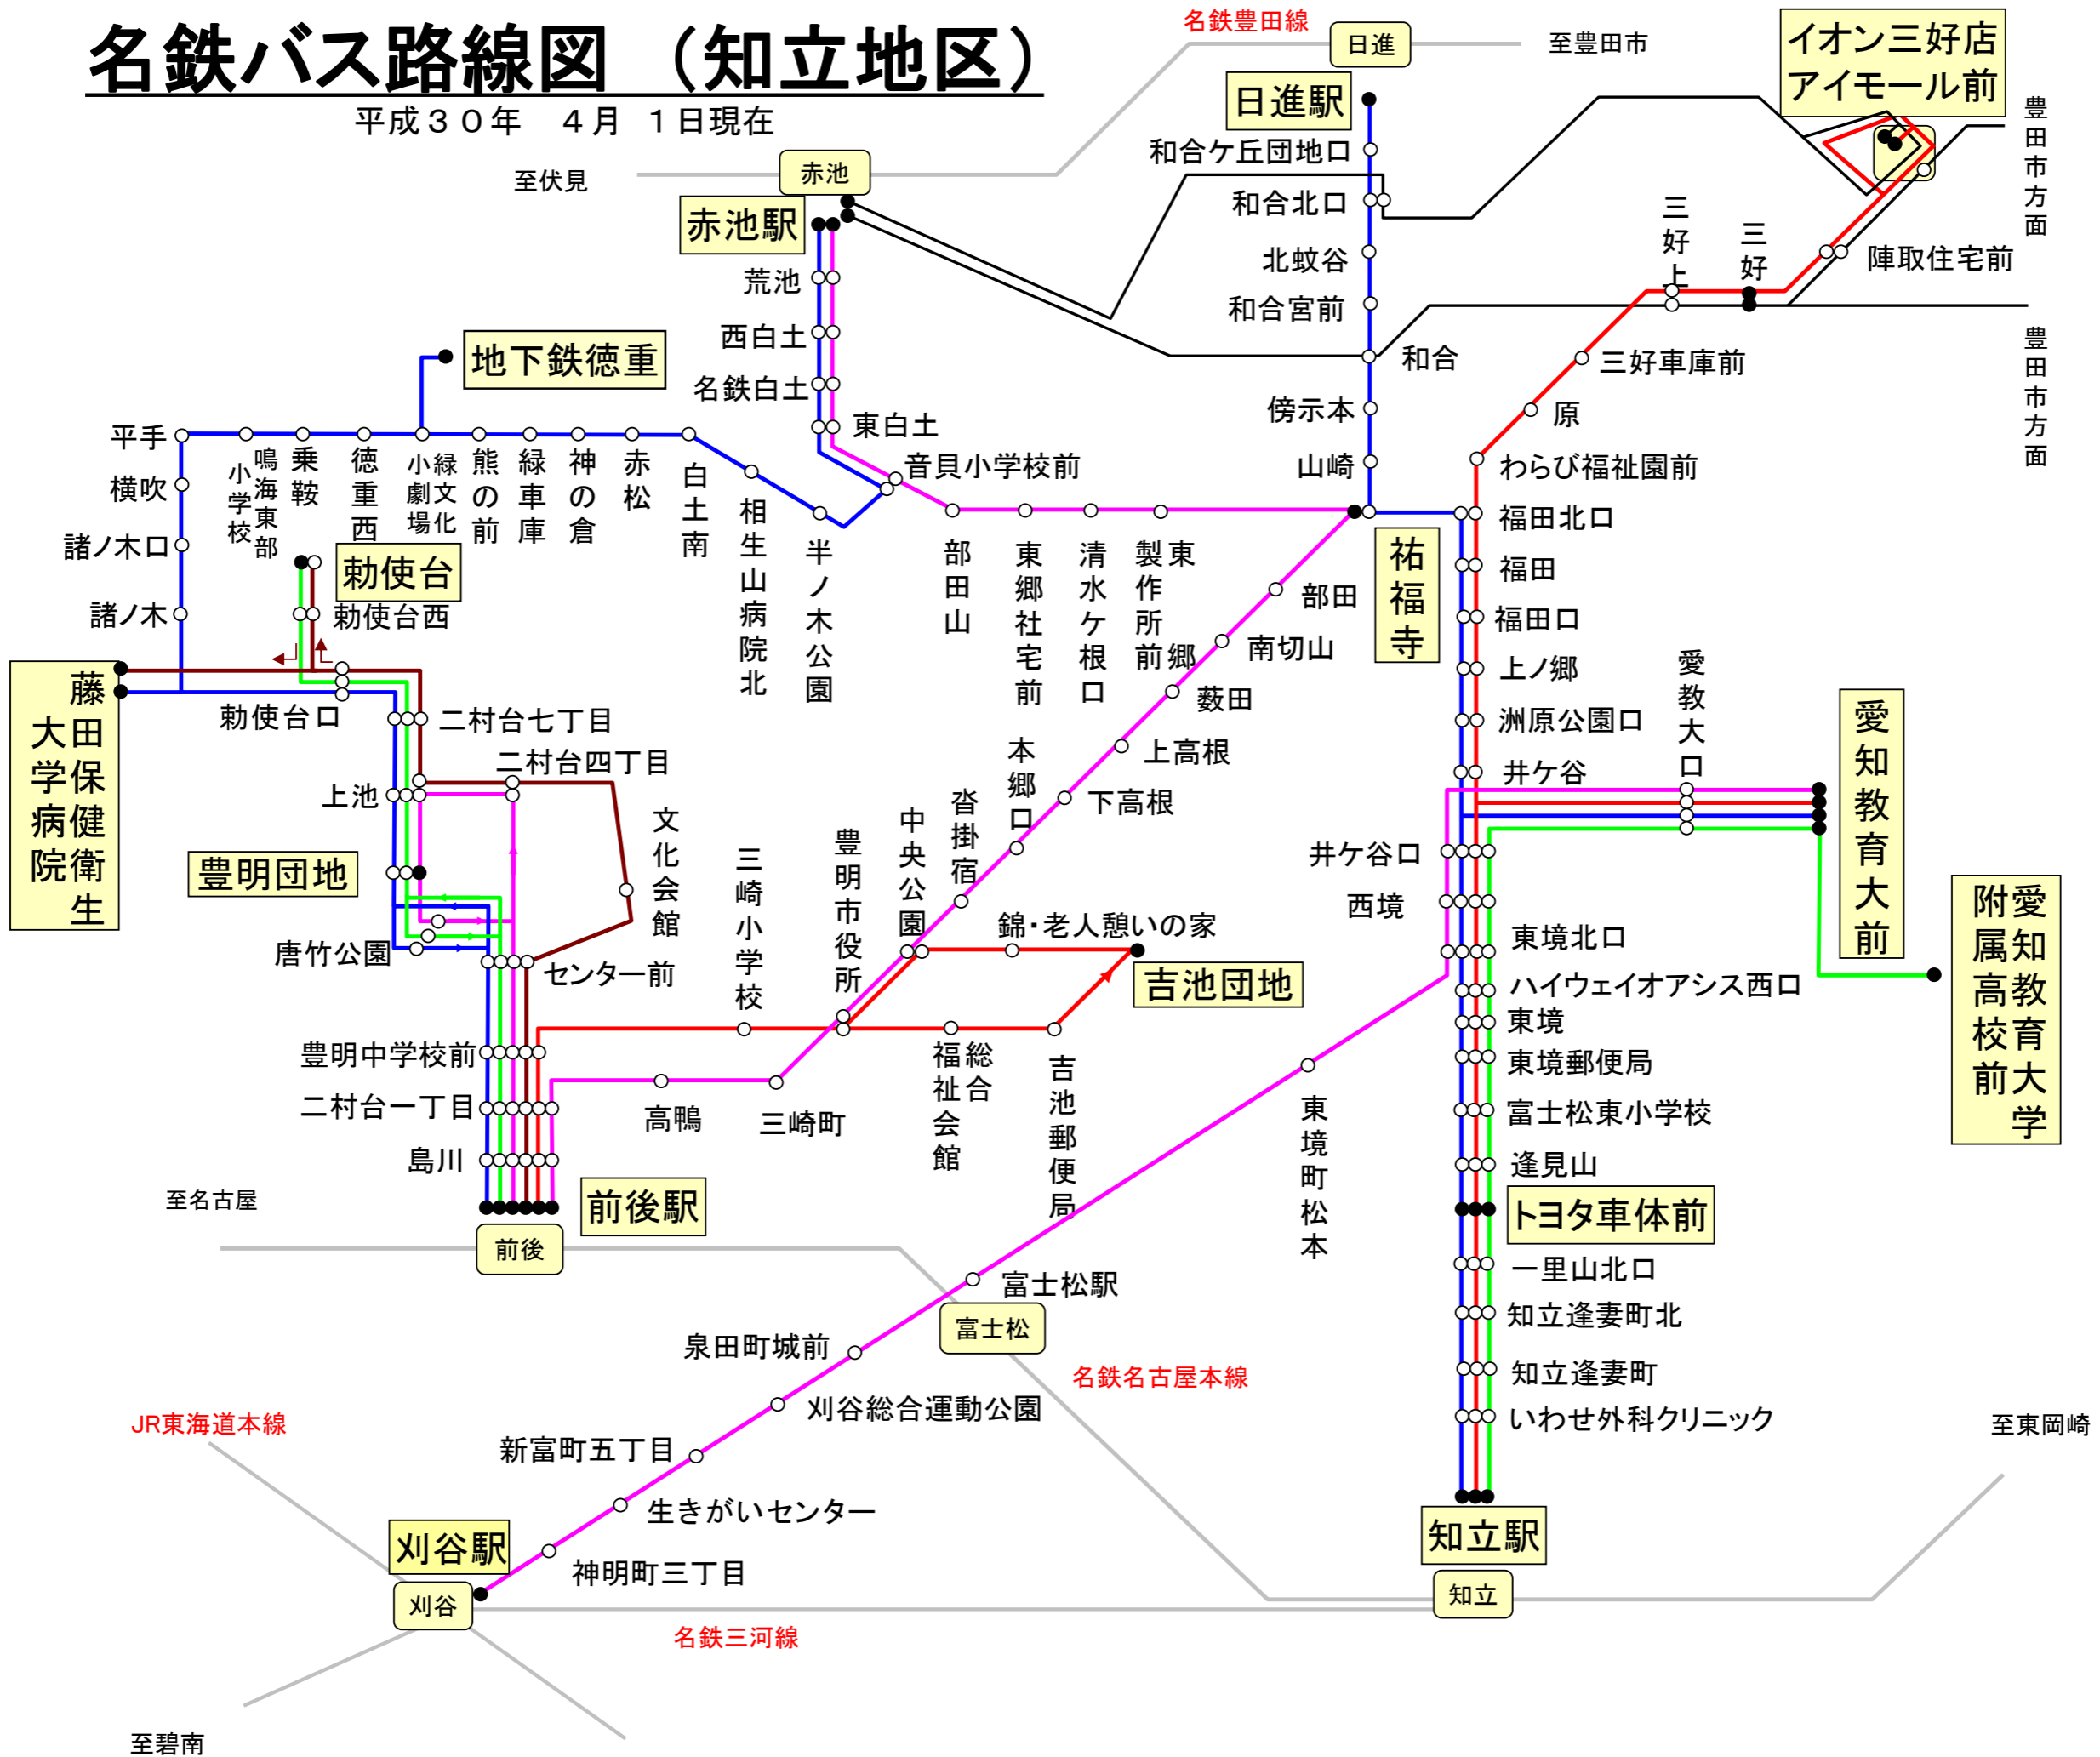 名鉄バス路線図 （知立地区）
平成３０年 ４月 １日現在
名鉄豊田線
日進
至豊田市
イオン三好店
アイモール前
日進駅
豊田市方面
至伏見
赤池
赤池駅
和合ケ丘団地口
和合北口
北蚊谷
和合宮前
和合
傍示本
山崎
三好上
三好
陣取住宅前
豊田市方面
三好車庫前
原
わらび福祉園前
荒池
西白土
名鉄白土
東白土
音貝小学校前
地下鉄徳重
平手
横吹
諸ノ木口
諸ノ木
鳴海東部
小学校
乗鞍
徳重西
緑文化
小劇場
熊の前
緑車庫
神の倉
赤松
白土南
相生山病院北
半ノ木公園
部田山
東郷社宅前
清水ケ根口
東郷
製作所前
祐福寺
福田北口
福田
福田口
上ノ郷
洲原公園口
井ケ谷
愛教大口
愛知教育大前
愛知教育大学
附属高校前
勅使台
勅使台西
藤田保健衛生
大学病院
勅使台口
二村台七丁目
二村台四丁目
上池
豊明団地
文化会館
唐竹公園
センター前
部田
南切山
薮田
上高根
下高根
本郷口
沓掛宿
中央公園
豊明市役所
三崎小学校
錦・老人憩いの家
吉池団地
井ケ谷口
西境
東境北口
ハイウェイオアシス西口
東境
東境郵便局
富士松東小学校
逢見山
トヨタ車体前
一里山北口
知立逢妻町北
知立逢妻町
いわせ外科クリニック
知立駅
知立
豊明中学校前
二村台一丁目
島川
前後駅
前後
至名古屋
高鴨
三崎町
総合
福祉会館
吉池郵便局
東境町松本
富士松駅
富士松
泉田町城前
刈谷総合運動公園
新富町五丁目
生きがいセンター
神明町三丁目
刈谷駅
刈谷
名鉄名古屋本線
JR東海道本線
至東岡崎
名鉄三河線
至碧南